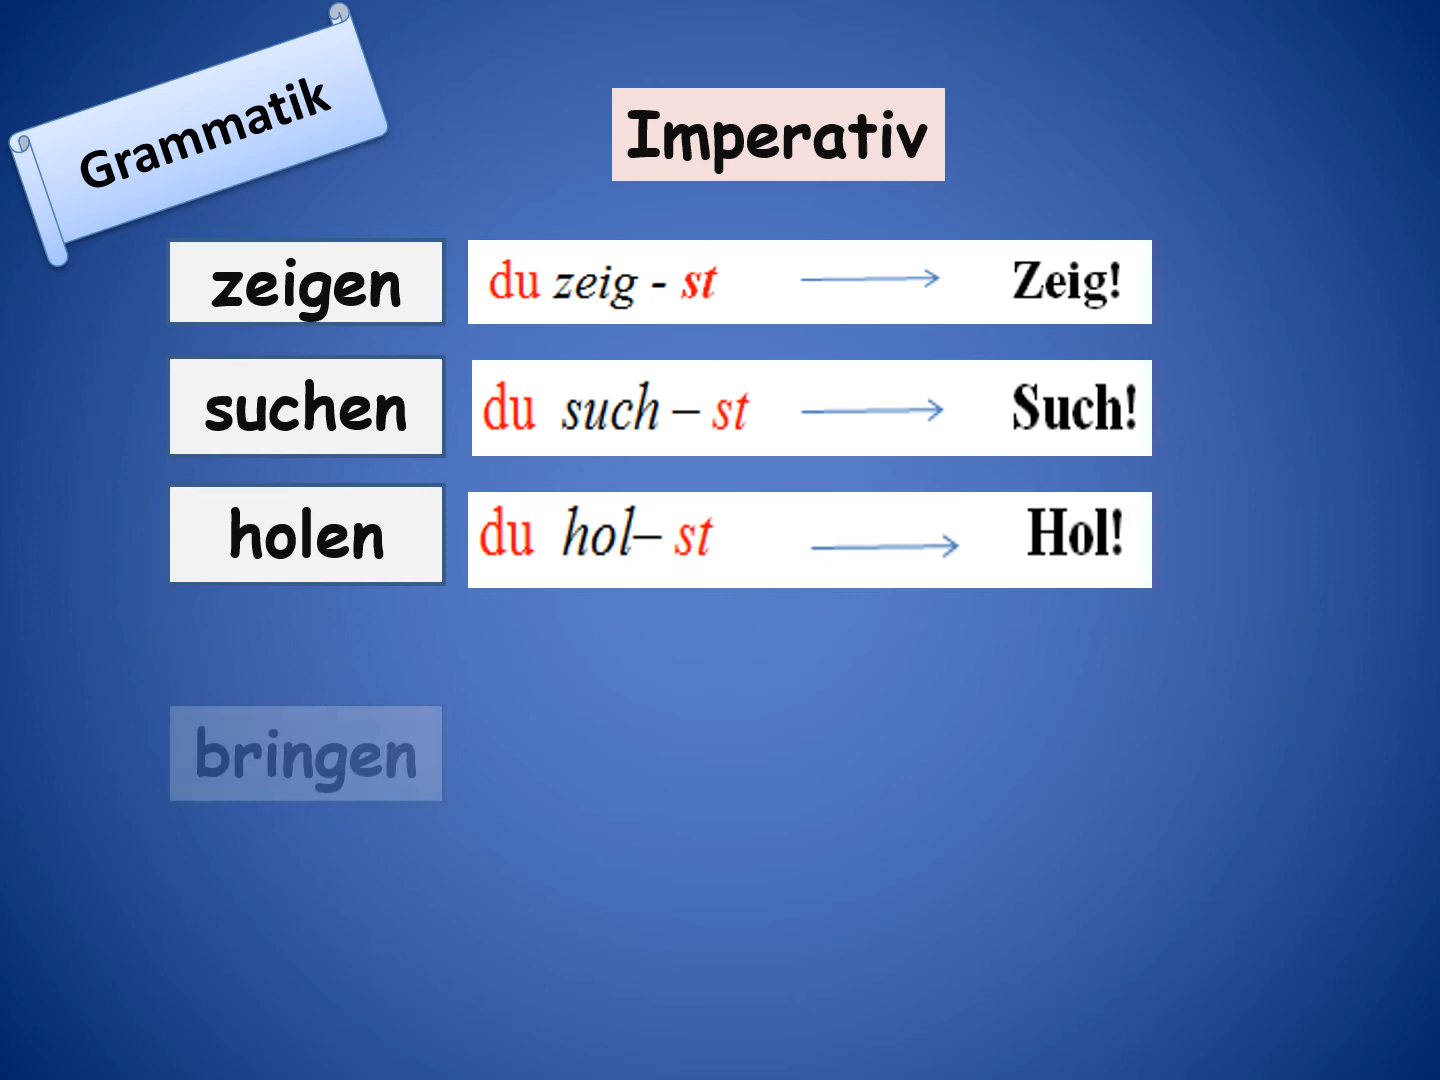 Grammatik
Imperativ
zeigen du zeig - st Zeig!
suchen du such – st Such!
holen du hol– st Hol!
bringen